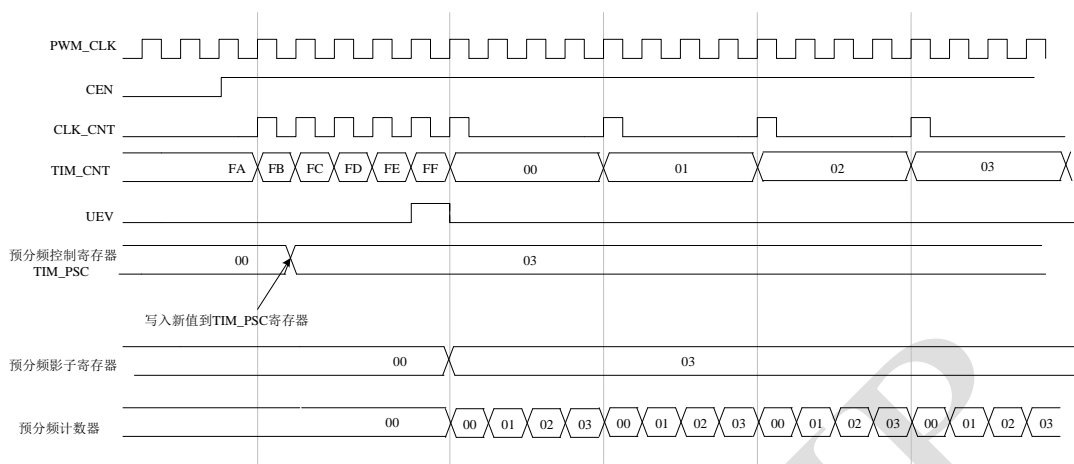 PWM_CLK
CEN
CLK_CNT
TIM_CNT FA FB FC FD FE FF 00 01 02 03
UEV
预分频控制寄存器
TIM_PSC 00 03
写入新值到TIM_PSC寄存器
预分频影子寄存器 00 03
预分频计数器 00 00 01 02 03 00 01 02 03 00 01 02 03 00 01 02 03